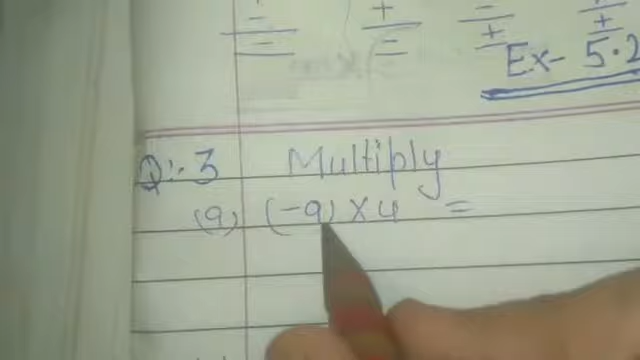 - + - +
- - + +
Ex- 5.2
Q:- 3 Multiply
(a) (-9) × 4 =